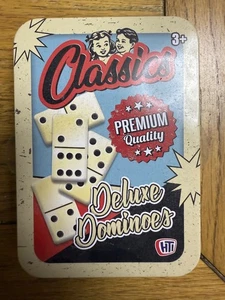 3+
Classics
PREMIUM
Quality
Deluxe
Dominoes
HTI